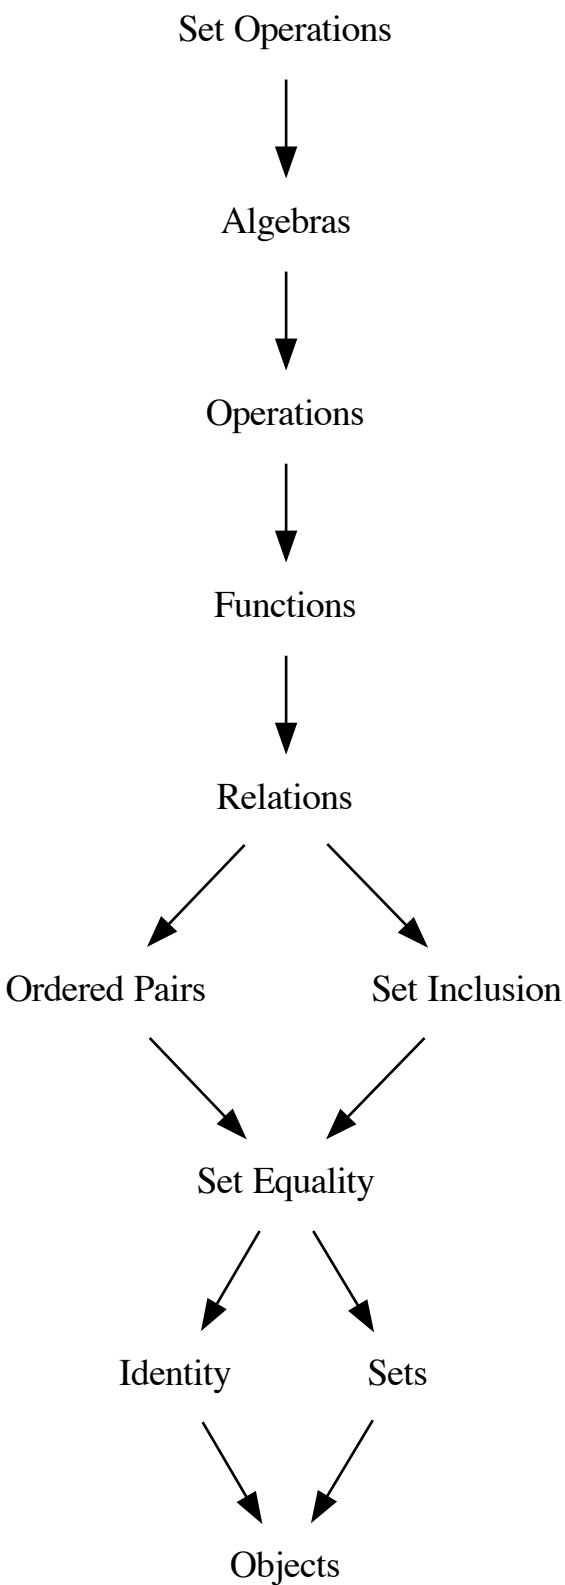 Set Operations
Algebras
Operations
Functions
Relations
Ordered Pairs
Set Inclusion
Set Equality
Identity
Sets
Objects